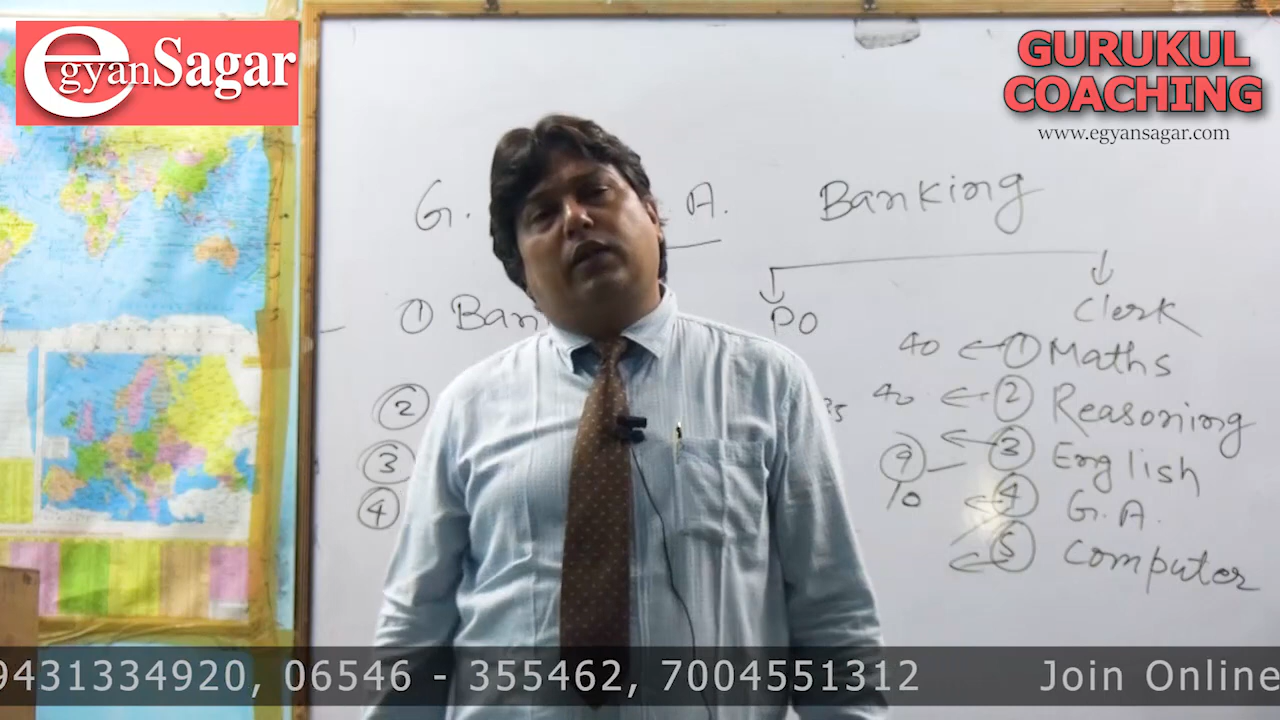 egyanSagar
GURUKUL
COACHING
www.egyansagar.com
G. A. Banking
① Ban PO Clerk
40 ① Maths
② 40 ② Reasoning
③ 9/10 ③ English
④ ④ G.A.
⑤ Computer
9431334920, 06546 - 355462, 7004551312 Join Online